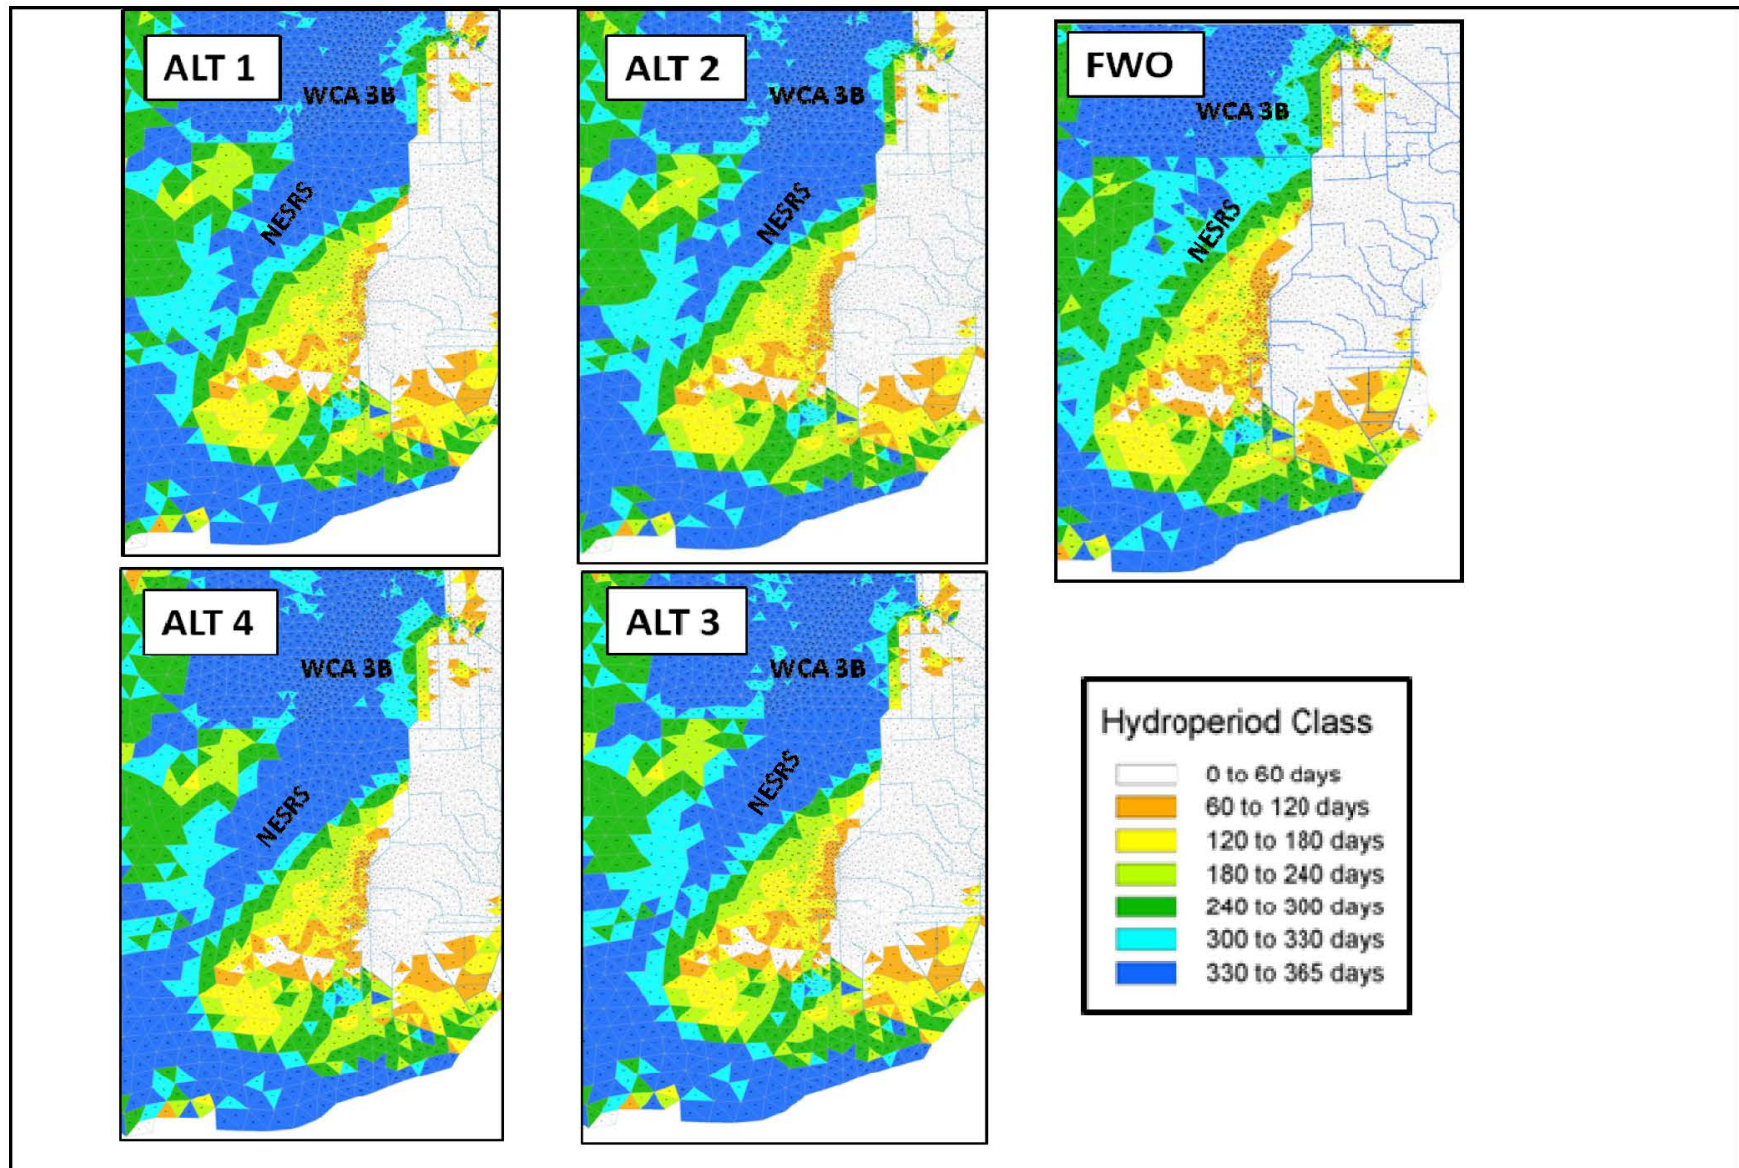 ALT 1
WCA 3B
NESRS
ALT 2
WCA 3B
NESRS
FWO
WCA 3B
NESRS
ALT 4
WCA 3B
NESRS
ALT 3
WCA 3B
NESRS
Hydroperiod Class
0 to 60 days
60 to 120 days
120 to 180 days
180 to 240 days
240 to 300 days
300 to 330 days
330 to 365 days